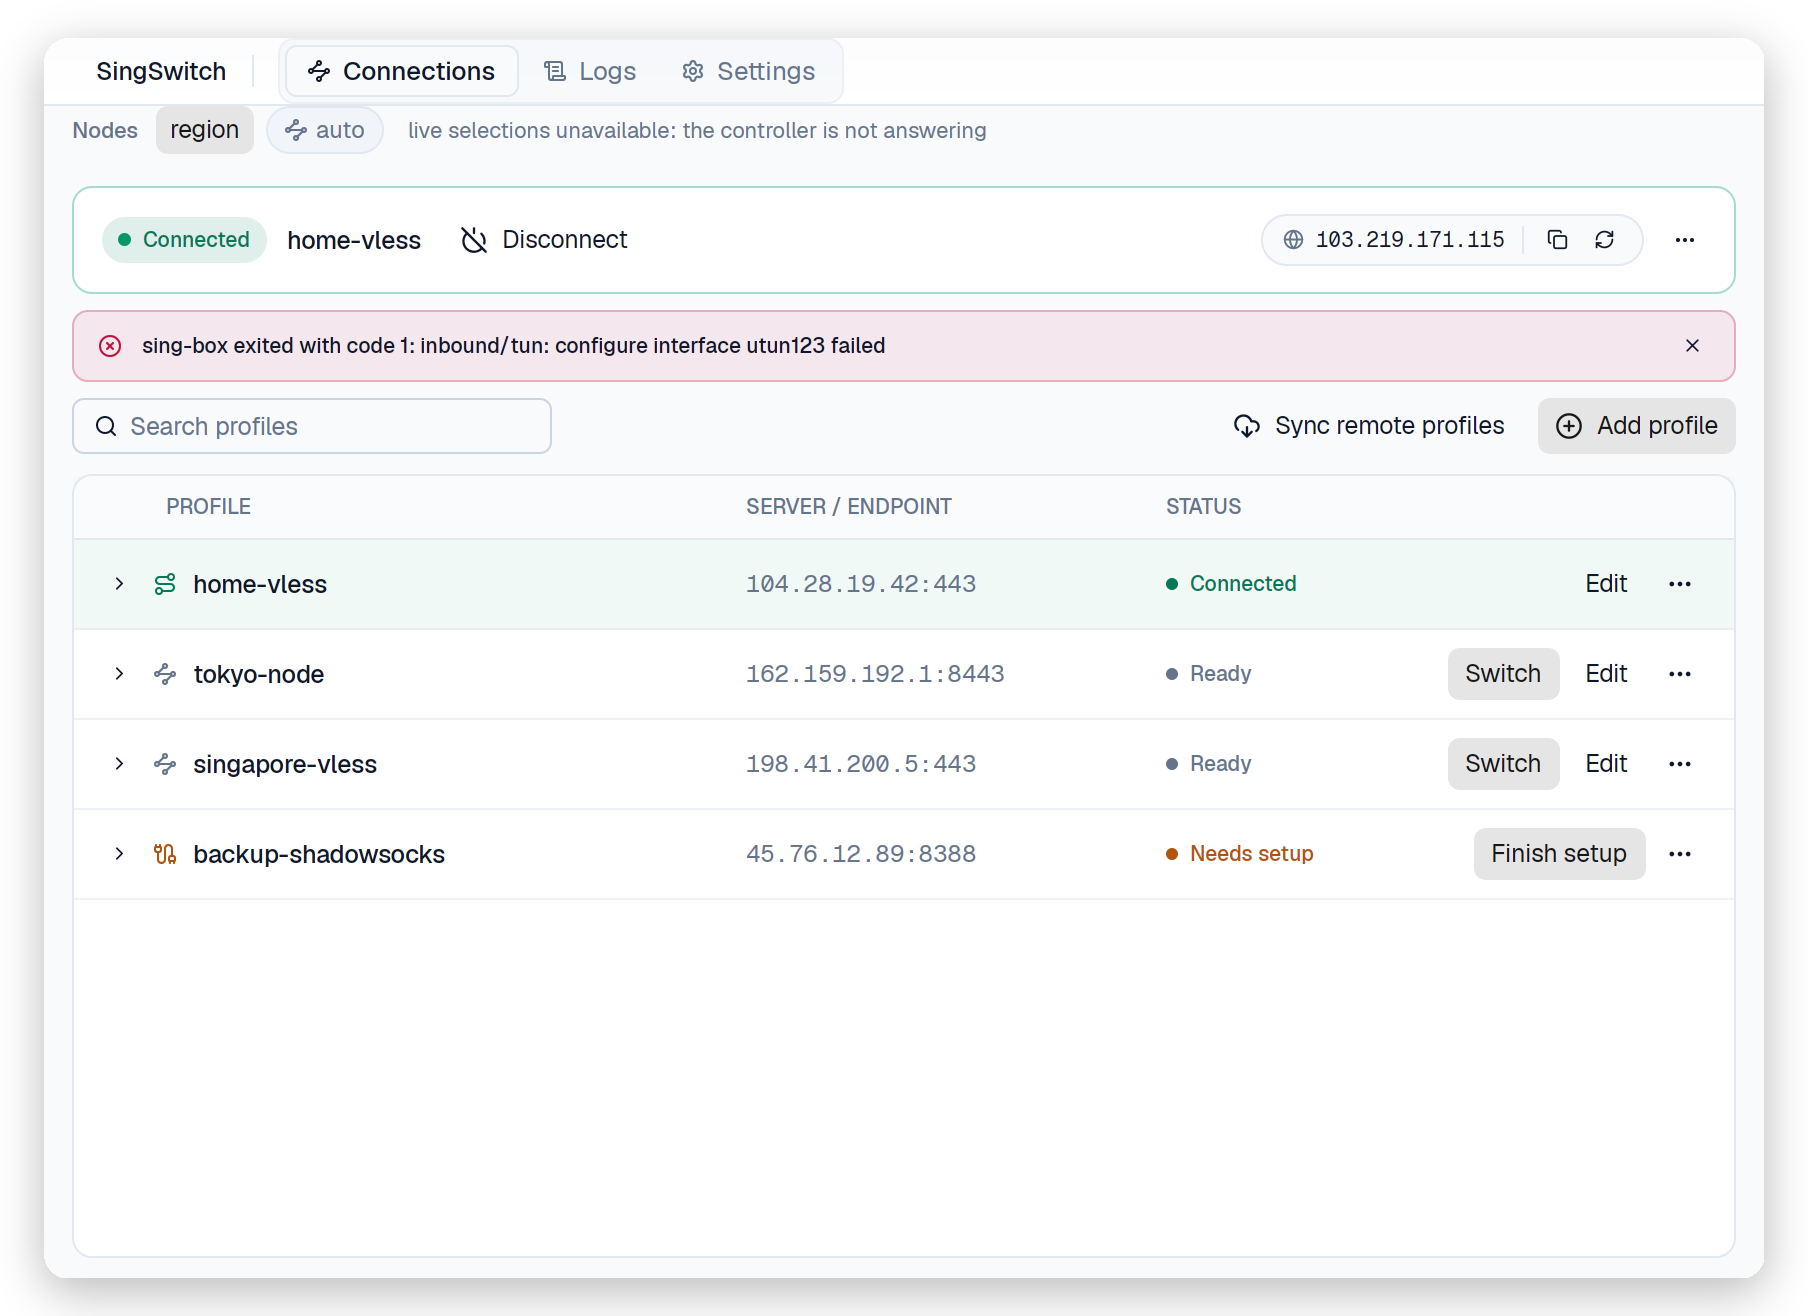 SingSwitch Connections Logs Settings
Nodes region auto live selections unavailable: the controller is not answering
Connected home-vless Disconnect 103.219.171.115
sing-box exited with code 1: inbound/tun: configure interface utun123 failed
Search profiles Sync remote profiles Add profile
PROFILE SERVER / ENDPOINT STATUS
home-vless 104.28.19.42:443 Connected Edit
tokyo-node 162.159.192.1:8443 Ready Switch Edit
singapore-vless 198.41.200.5:443 Ready Switch Edit
backup-shadowsocks 45.76.12.89:8388 Needs setup Finish setup